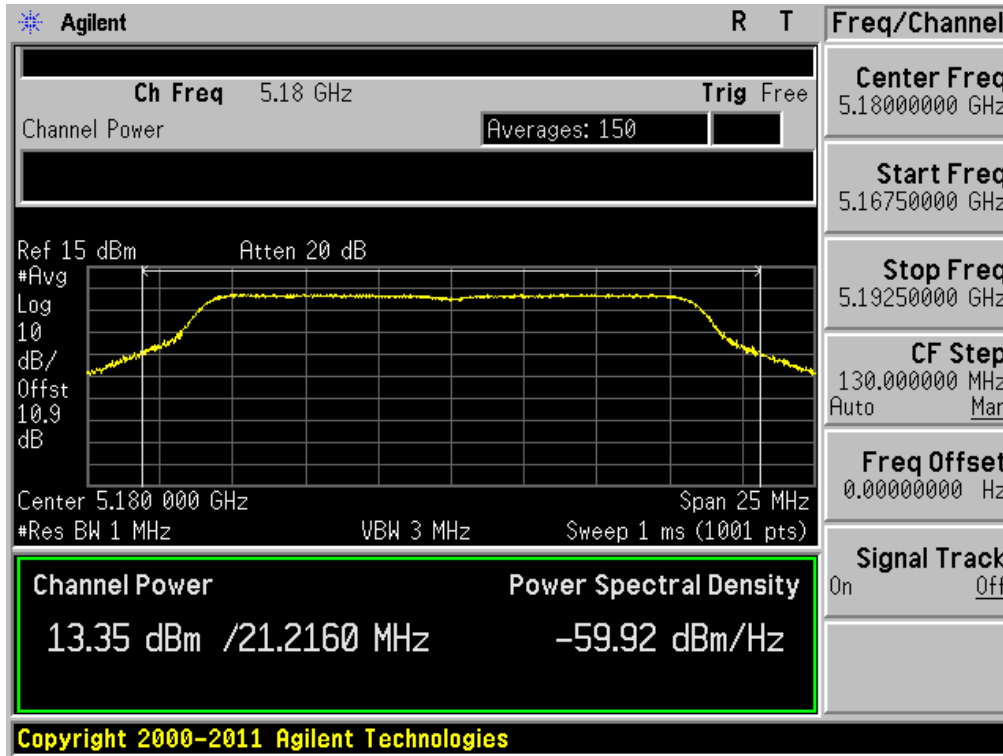 Agilent R T Freq/Channel
Ch Freq 5.18 GHz Trig Free
Channel Power Averages: 150
Ref 15 dBm Atten 20 dB
#Avg
Log
10
dB/
Offst
10.9
dB
Center 5.180 000 GHz Span 25 MHz
#Res BW 1 MHz VBW 3 MHz Sweep 1 ms (1001 pts)
Channel Power Power Spectral Density
13.35 dBm /21.2160 MHz -59.92 dBm/Hz
Center Freq
5.18000000 GHz
Start Freq
5.16750000 GHz
Stop Freq
5.19250000 GHz
CF Step
130.000000 MHz
Auto Man
Freq Offset
0.00000000 Hz
Signal Track
On Off
Copyright 2000-2011 Agilent Technologies